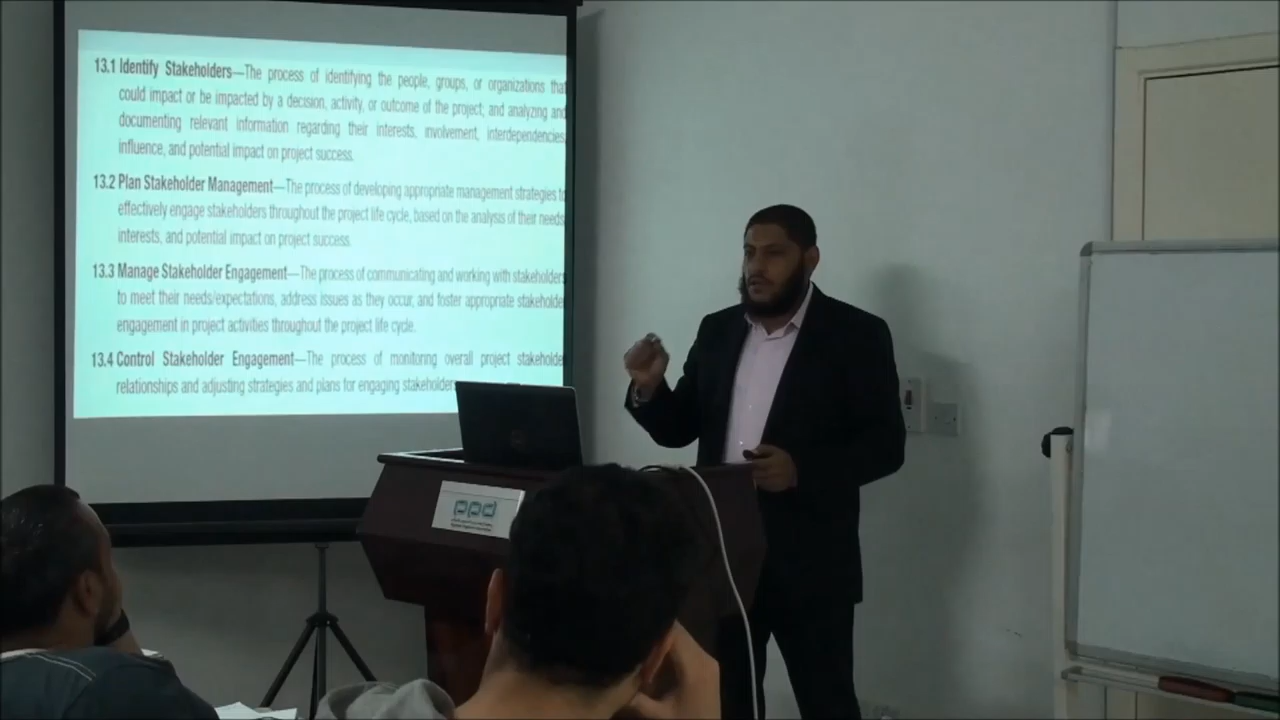 13.1 Identify Stakeholders—The process of identifying the people, groups, or organizations that
could impact or be impacted by a decision, activity, or outcome of the project; and analyzing and
documenting relevant information regarding their interests, involvement, interdependencies
influence, and potential impact on project success.
13.2 Plan Stakeholder Management—The process of developing appropriate management strategies to
effectively engage stakeholders throughout the project life cycle, based on the analysis of their needs
interests, and potential impact on project success.
13.3 Manage Stakeholder Engagement—The process of communicating and working with stakeholders
to meet their needs/expectations, address issues as they occur, and foster appropriate stakeholde
engagement in project activities throughout the project life cycle.
13.4 Control Stakeholder Engagement—The process of monitoring overall project stakeholde
relationships and adjusting strategies and plans for engaging stakeholders
ppd